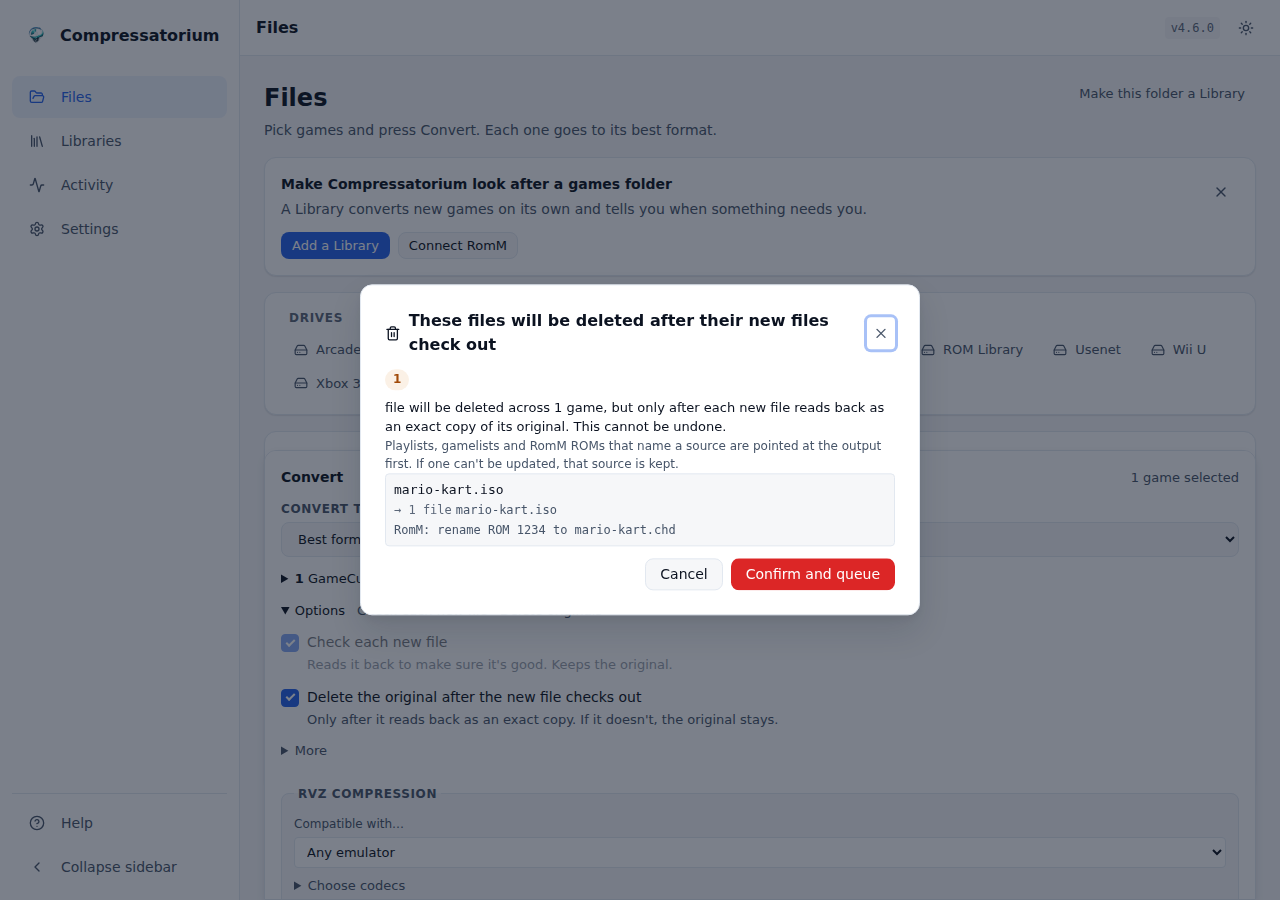 Compressatorium
Files
Libraries
Activity
Settings
Help
Collapse sidebar
Files
v4.6.0
Files
Make this folder a Library
Pick games and press Convert. Each one goes to its best format.
Make Compressatorium look after a games folder
A Library converts new games on its own and tells you when something needs you.
Add a Library
Connect RomM
DRIVES
Arcade
ROM Library
Usenet
Wii U
Xbox 3
These files will be deleted after their new files
check out
1
file will be deleted across 1 game, but only after each new file reads back as
an exact copy of its original. This cannot be undone.
Playlists, gamelists and RomM ROMs that name a source are pointed at the output
first. If one can't be updated, that source is kept.
mario-kart.iso
→ 1 file mario-kart.iso
RomM: rename ROM 1234 to mario-kart.chd
Cancel
Confirm and queue
Convert
1 game selected
CONVERT T
Best form
1 GameCu
Options
Check each new file
Reads it back to make sure it's good. Keeps the original.
Delete the original after the new file checks out
Only after it reads back as an exact copy. If it doesn't, the original stays.
More
RVZ COMPRESSION
Compatible with...
Any emulator
Choose codecs